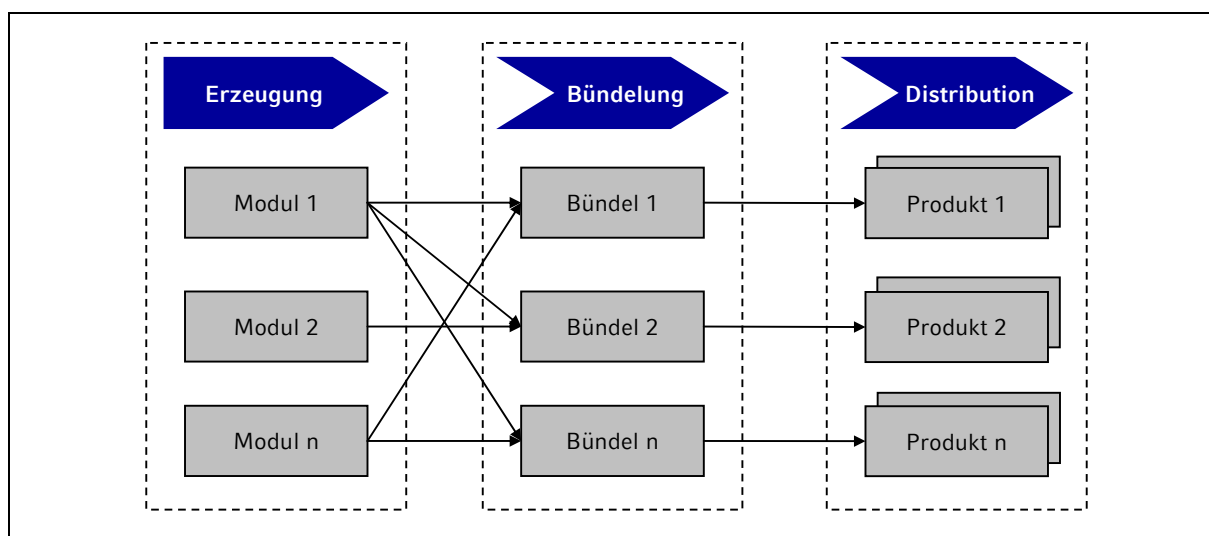 Erzeugung
Bündelung
Distribution
Modul 1
Bündel 1
Produkt 1
Modul 2
Bündel 2
Produkt 2
Modul n
Bündel n
Produkt n